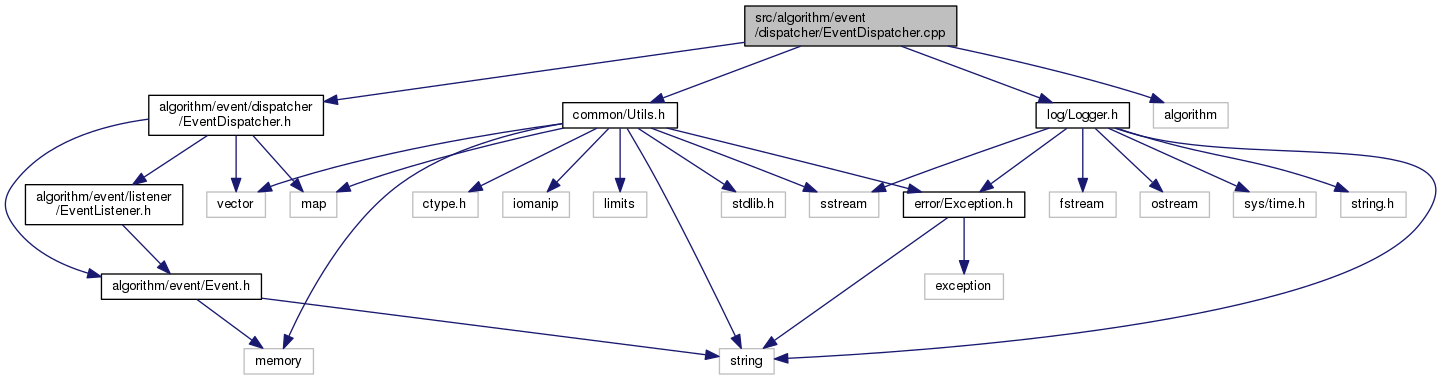 src/algorithm/event
/dispatcher/EventDispatcher.cpp
algorithm/event/dispatcher
/EventDispatcher.h
common/Utils.h
log/Logger.h
algorithm
algorithm/event/listener
/EventListener.h
vector
map
ctype.h
iomanip
limits
stdlib.h
sstream
error/Exception.h
fstream
ostream
sys/time.h
string.h
algorithm/event/Event.h
exception
memory
string